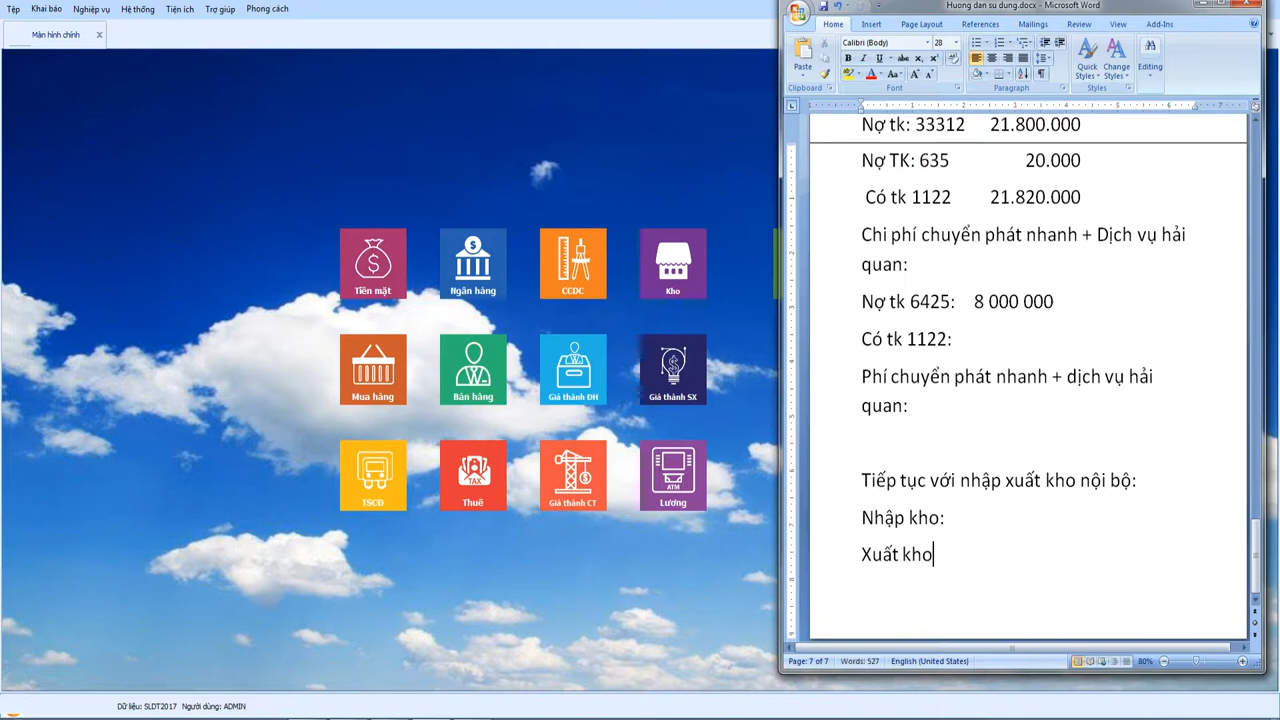 Tệp Khai báo Nghiệp vụ Hệ thống Tiện ích Trợ giúp Phong cách
Màn hình chính
Tiền mặt
Ngân hàng
CCDC
Kho
Mua hàng
Bán hàng
Giá thành ĐH
Giá thành SX
TSCĐ
TAX
Thuế
Giá thành CT
ATM
Lương
Dữ liệu: SLDT2017 Người dùng: ADMIN
Huong dan su dung.docx - Microsoft Word
Home Insert Page Layout References Mailings Review View Add-Ins
Paste
Calibri (Body) 28
Quick Styles
Change Styles
Editing
Clipboard Font Paragraph Styles
Nợ tk: 33312 21.800.000
Nợ TK: 635 20.000
Có tk 1122 21.820.000
Chi phí chuyển phát nhanh + Dịch vụ hải
quan:
Nợ tk 6425: 8 000 000
Có tk 1122:
Phí chuyển phát nhanh + dịch vụ hải
quan:
Tiếp tục với nhập xuất kho nội bộ:
Nhập kho:
Xuất kho
Page: 7 of 7 Words: 527 English (United States) 80%